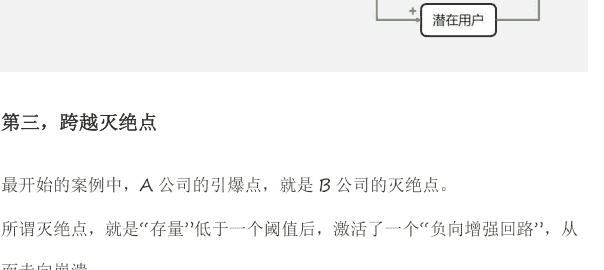 +
潜在用户
第三，跨越灭绝点
最开始的案例中，A 公司的引爆点，就是 B 公司的灭绝点。
所谓灭绝点，就是“存量”低于一个阈值后，激活了一个“负向增强回路”，从
而走向崩溃